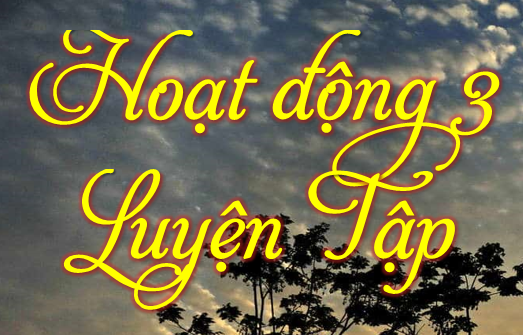 Hoạt động 3
Luyện Tập